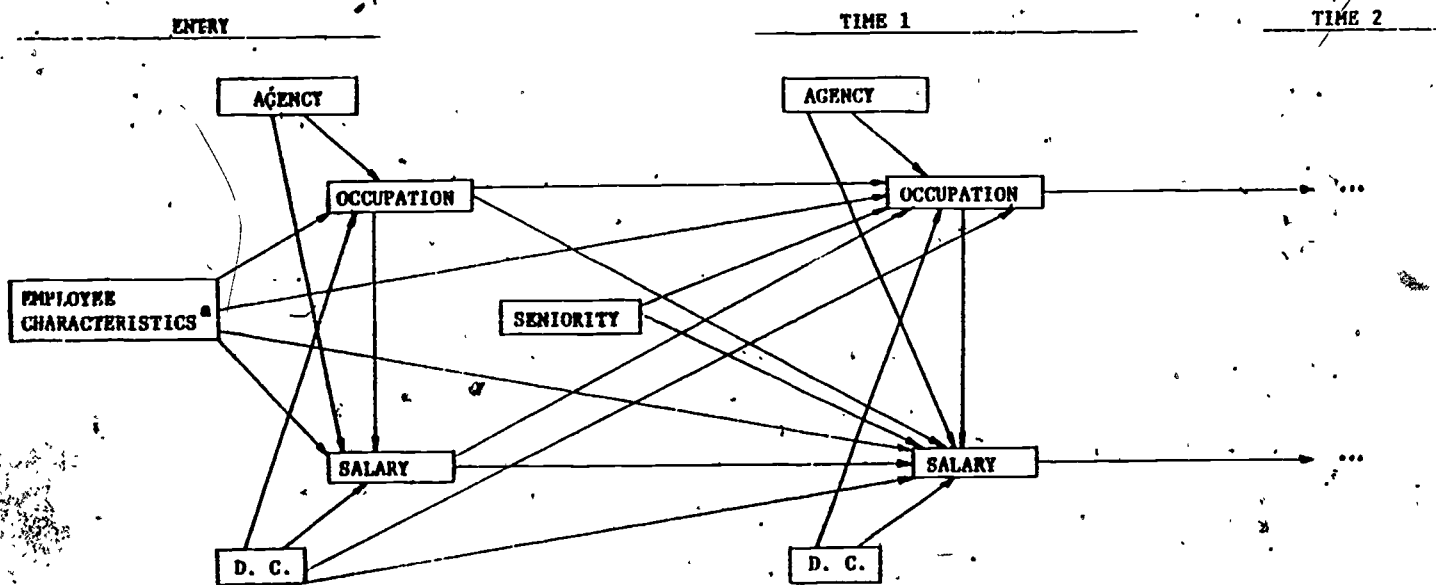 ENTRY TIME 1 TIME 2
AGENCY AGENCY
OCCUPATION OCCUPATION ...
EMPLOYEE
CHARACTERISTICS a
SENIORITY
SALARY SALARY ...
D. C. D. C.